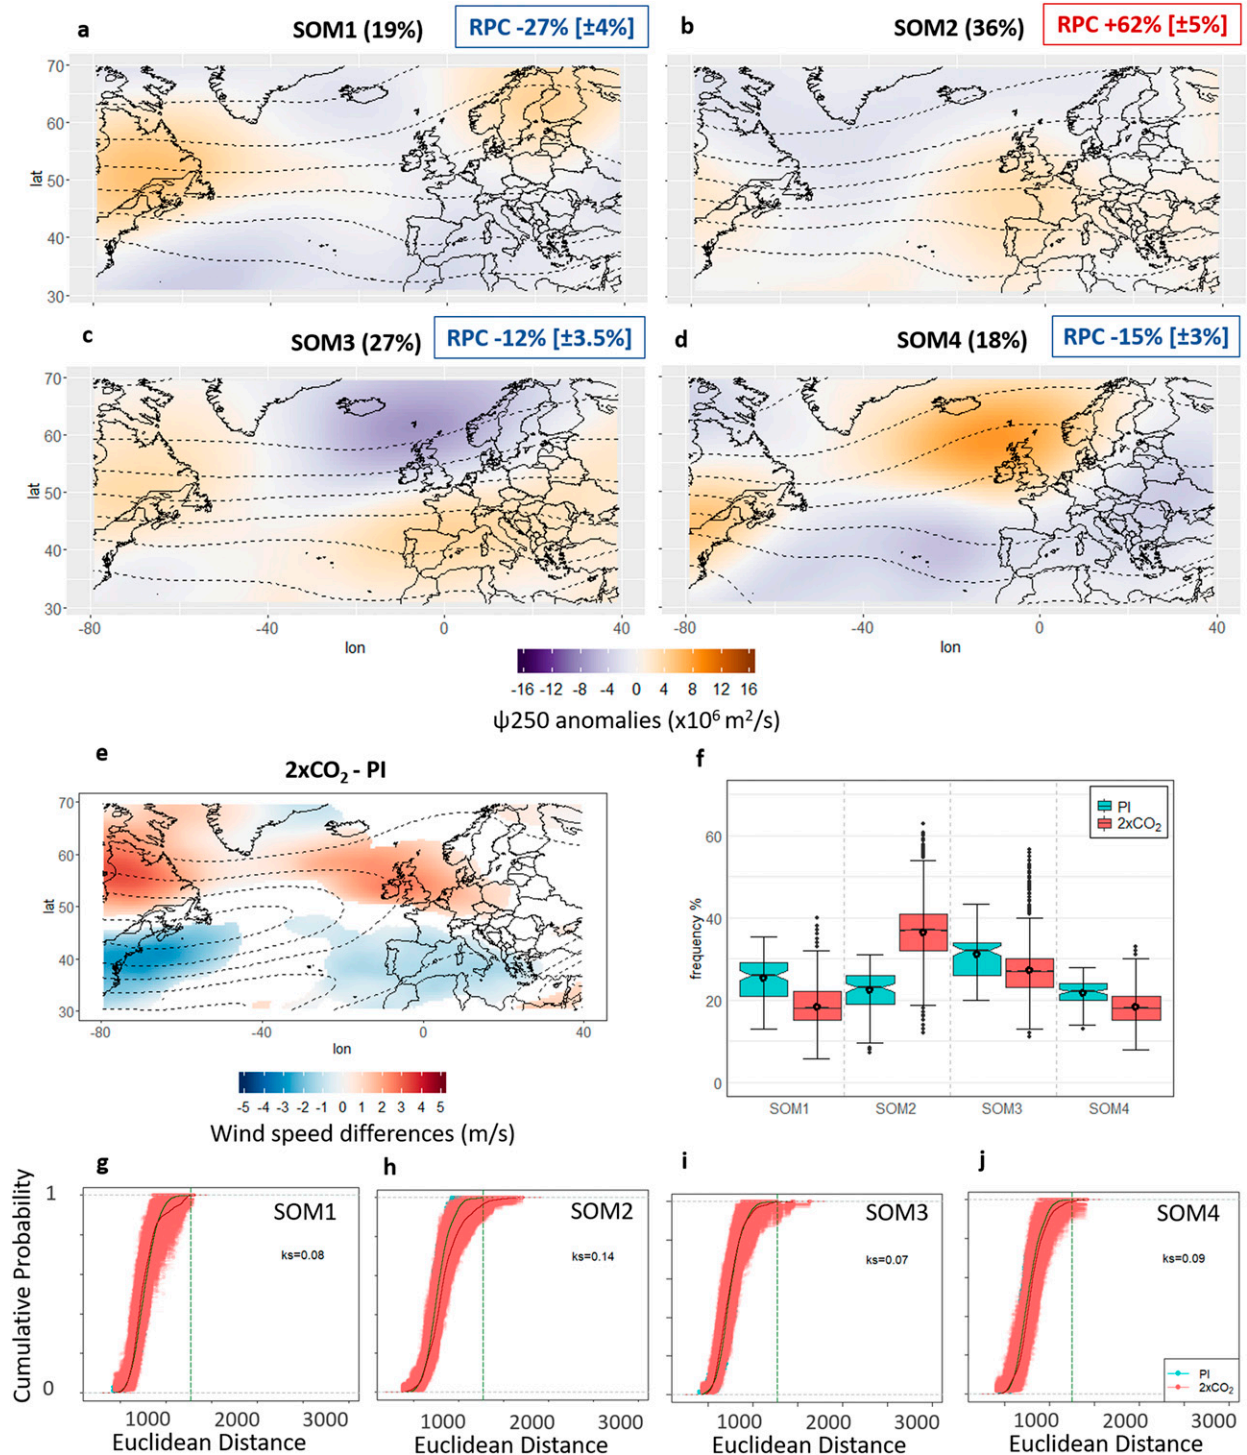 a
SOM1 (19%)
RPC -27% [±4%]
b
SOM2 (36%)
RPC +62% [±5%]
70
60
50
40
30
lat
c
SOM3 (27%)
RPC -12% [±3.5%]
d
SOM4 (18%)
RPC -15% [±3%]
70
60
50
40
30
lat
-80 -40 0 40
lon
-80 -40 0 40
lon
-16 -12 -8 -4 0 4 8 12 16
ψ250 anomalies (x10⁶ m²/s)
e
2xCO₂ - PI
70
60
50
40
30
lat
-80 -40 0 40
lon
-5 -4 -3 -2 -1 0 1 2 3 4 5
Wind speed differences (m/s)
f
PI
2xCO₂
60
40
20
0
frequency %
SOM1 SOM2 SOM3 SOM4
g
SOM1
ks=0.08
h
SOM2
ks=0.14
i
SOM3
ks=0.07
j
SOM4
ks=0.09
PI
2xCO₂
Cumulative Probability
1
0
1000 2000 3000
Euclidean Distance
1000 2000 3000
Euclidean Distance
1000 2000 3000
Euclidean Distance
1000 2000 3000
Euclidean Distance